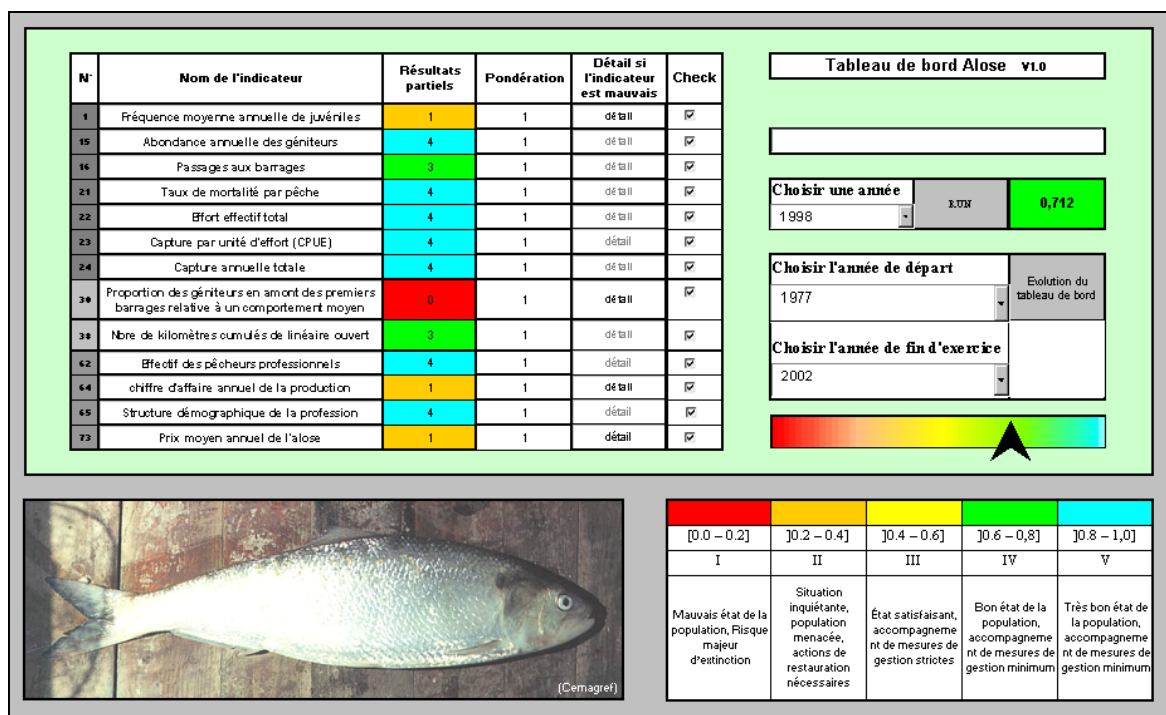 N° Nom de l'indicateur Résultats partiels Pondération Détail si l'indicateur est mauvais Check
1 Fréquence moyenne annuelle de juvéniles 1 1 détail
15 Abondance annuelle des géniteurs 4 1 détail
16 Passages aux barrages 3 1 détail
21 Taux de mortalité par pêche 4 1 détail
22 Effort effectif total 4 1 détail
23 Capture par unité d'effort (CPUE) 4 1 détail
24 Capture annuelle totale 4 1 détail
30 Proportion des géniteurs en amont des premiers barrages relative à un comportement moyen 0 1 détail
38 Nbre de kilomètres cumulés de linéaire ouvert 3 1 détail
62 Effectif des pêcheurs professionnels 4 1 détail
64 chiffre d'affaire annuel de la production 1 1 détail
65 Structure démographique de la profession 4 1 détail
73 Prix moyen annuel de l'alose 1 1 détail
Tableau de bord Alose V1.0
Choisir une année
1998
RUN
0,712
Choisir l'année de départ
1977
Evolution du
tableau de bord
Choisir l'année de fin d'exercice
2002
(Cemagref)
[0.0 – 0.2] ]0.2 – 0.4] ]0.4 – 0.6] ]0.6 – 0,8] ]0.8 – 1,0]
I II III IV V
Mauvais état de la
population, Risque
majeur
d'extinction
Situation
inquiétante,
population
menacée,
actions de
restauration
nécessaires
État satisfaisant,
accompagneme
nt de mesures de
gestion strictes
Bon état de la
population,
accompagneme
nt de mesures de
gestion minimum
Très bon état de
la population,
accompagneme
nt de mesures de
gestion minimum